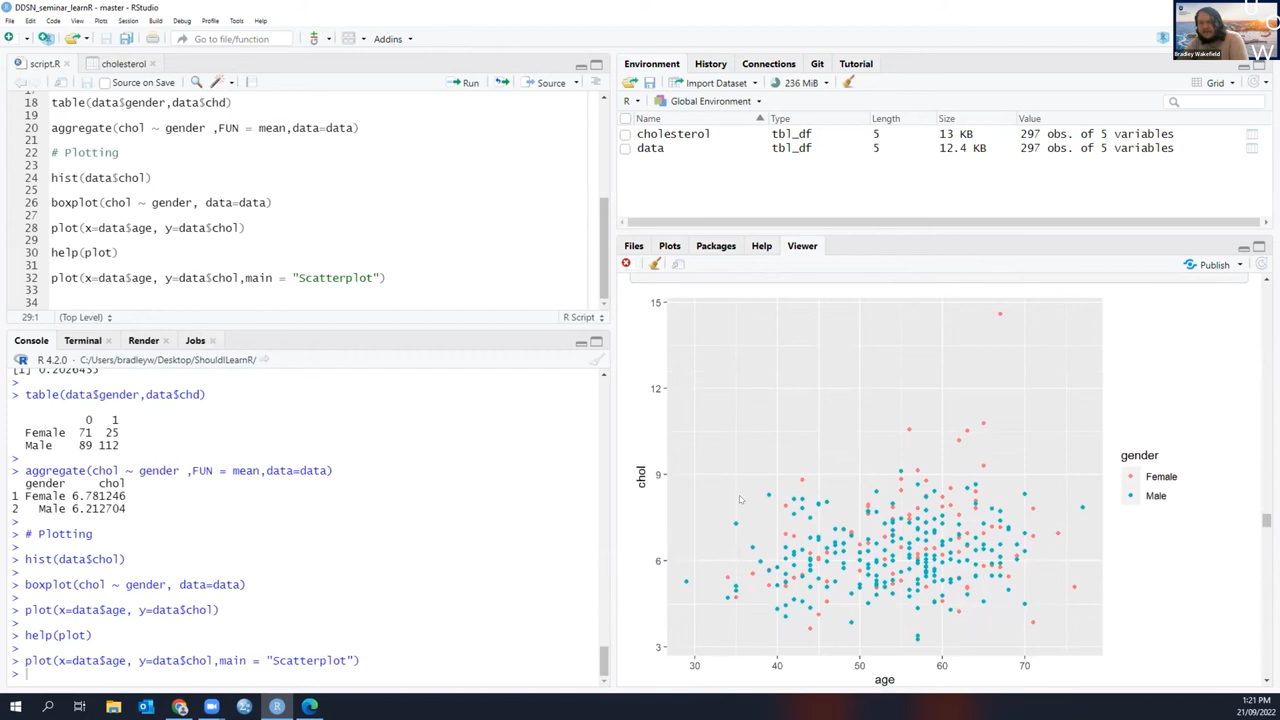 DDSN_seminar_learnR - master - RStudio
File Edit Code View Plots Session Build Debug Profile Tools Help
Go to file/function
Addins
script.R
cholesterol
Source on Save
Run
Source
18 table(data$gender,data$chd)
19
20 aggregate(chol ~ gender ,FUN = mean,data=data)
21
22 # Plotting
23
24 hist(data$chol)
25
26 boxplot(chol ~ gender, data=data)
27
28 plot(x=data$age, y=data$chol)
29
30 help(plot)
31
32 plot(x=data$age, y=data$chol,main = "Scatterplot")
33
34
29:1 (Top Level) R Script
Console Terminal Render Jobs
R 4.2.0 · C:/Users/bradleyw/Desktop/ShouldILearnR/
[1] 0.2026435
>
> table(data$gender,data$chd)
0 1
Female 71 25
Male 89 112
>
> aggregate(chol ~ gender ,FUN = mean,data=data)
gender chol
1 Female 6.781246
2 Male 6.212704
>
> # Plotting
>
> hist(data$chol)
>
> boxplot(chol ~ gender, data=data)
>
> plot(x=data$age, y=data$chol)
>
> help(plot)
>
> plot(x=data$age, y=data$chol,main = "Scatterplot")
>
Environment History Connections Git Tutorial
Import Dataset 236 MiB Grid
R Global Environment
Name Type Length Size Value
cholesterol tbl_df 5 13 KB 297 obs. of 5 variables
data tbl_df 5 12.4 KB 297 obs. of 5 variables
Files Plots Packages Help Viewer
Publish
15
12
9
6
3
chol
30 40 50 60 70
age
gender
Female
Male
Bradley Wakefield
U
O
W
1:21 PM
21/09/2022